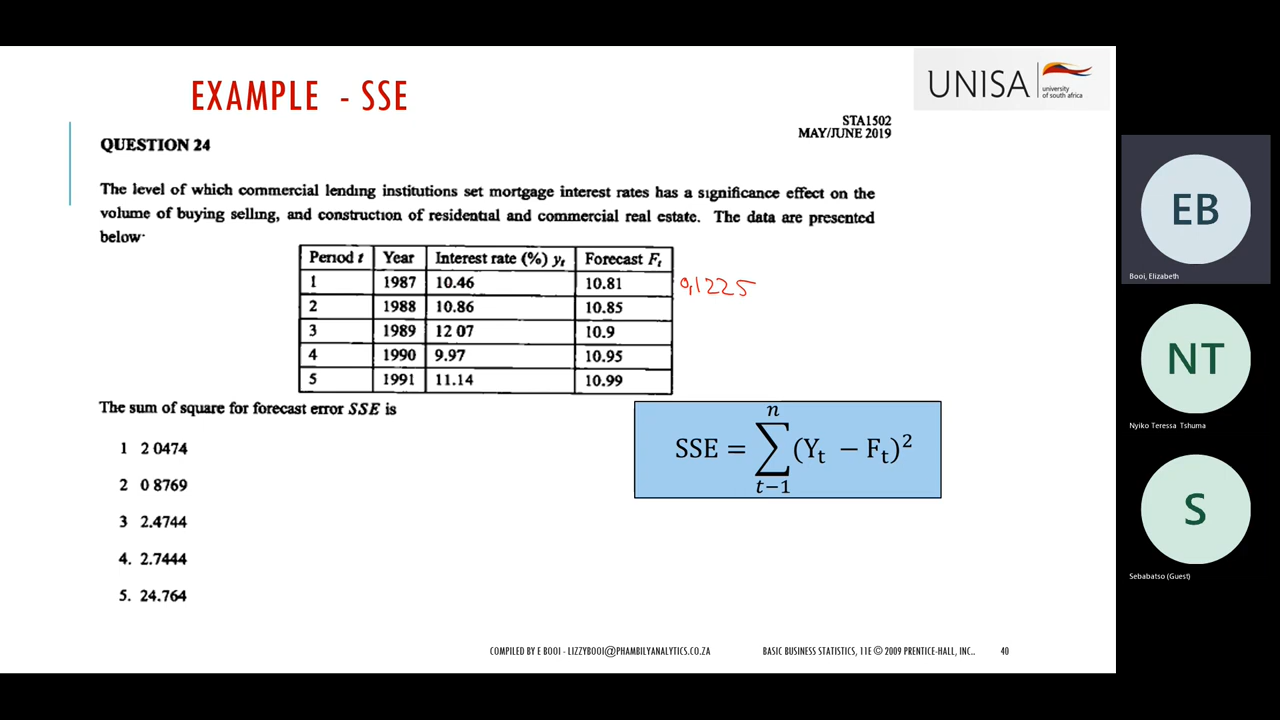 EXAMPLE - SSE
UNISA
university
of south africa
STA1502
MAY/JUNE 2019
QUESTION 24
The level of which commercial lending institutions set mortgage interest rates has a significance effect on the
volume of buying selling, and construction of residential and commercial real estate. The data are presented
below·
Period t Year Interest rate (%) yt Forecast Ft
1 1987 10.46 10.81 0,1225
2 1988 10.86 10.85
3 1989 12 07 10.9
4 1990 9.97 10.95
5 1991 11.14 10.99
The sum of square for forecast error SSE is
1 2 0474
2 0 8769
3 2.4744
4. 2.7444
5. 24.764
n
SSE = ∑ (Yt − Ft)²
t−1
COMPILED BY E BOOI - LIZZYBOOI@PHAMBILYANALYTICS.CO.ZA
BASIC BUSINESS STATISTICS, 11E © 2009 PRENTICE-HALL, INC..
40
EB
Booi, Elizabeth
NT
Nyiko Teressa Tshuma
S
Sebabatso (Guest)